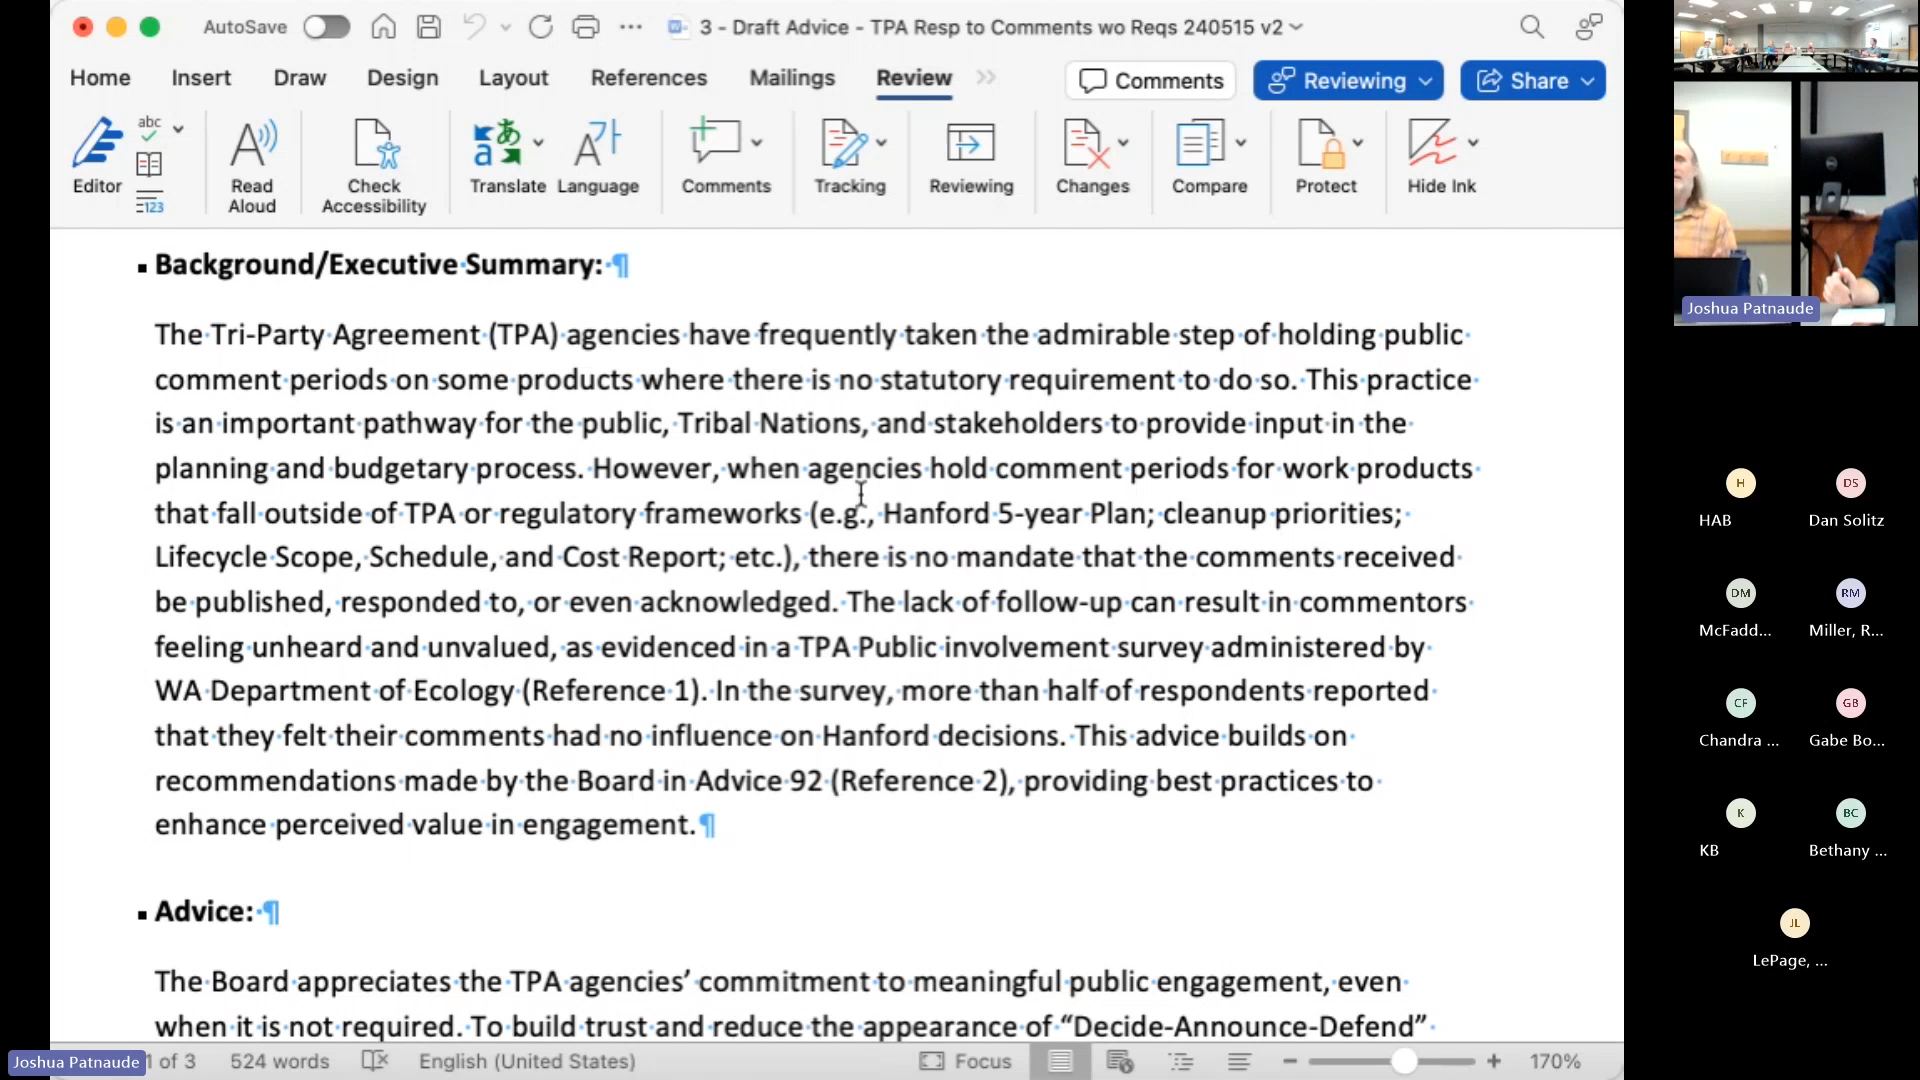 AutoSave
3 - Draft Advice - TPA Resp to Comments wo Reqs 240515 v2
Home Insert Draw Design Layout References Mailings Review Comments Reviewing Share
abc
123
Editor Read Aloud Check Accessibility Translate Language Comments Tracking Reviewing Changes Compare Protect Hide Ink
Background/Executive Summary: ¶
The Tri-Party Agreement (TPA) agencies have frequently taken the admirable step of holding public
comment periods on some products where there is no statutory requirement to do so. This practice
is an important pathway for the public, Tribal Nations, and stakeholders to provide input in the
planning and budgetary process. However, when agencies hold comment periods for work products
that fall outside of TPA or regulatory frameworks (e.g., Hanford 5-year Plan; cleanup priorities;
Lifecycle Scope, Schedule, and Cost Report; etc.), there is no mandate that the comments received
be published, responded to, or even acknowledged. The lack of follow-up can result in commentors
feeling unheard and unvalued, as evidenced in a TPA Public involvement survey administered by
WA Department of Ecology (Reference 1). In the survey, more than half of respondents reported
that they felt their comments had no influence on Hanford decisions. This advice builds on
recommendations made by the Board in Advice 92 (Reference 2), providing best practices to
enhance perceived value in engagement.¶
Advice: ¶
The Board appreciates the TPA agencies’ commitment to meaningful public engagement, even
when it is not required. To build trust and reduce the appearance of “Decide-Announce-Defend”
Joshua Patnaude 1 of 3 524 words English (United States) Focus 170%
Joshua Patnaude
H DS
HAB Dan Solitz
DM RM
McFadd... Miller, R...
CF GB
Chandra ... Gabe Bo...
K BC
KB Bethany ...
JL
LePage, ...